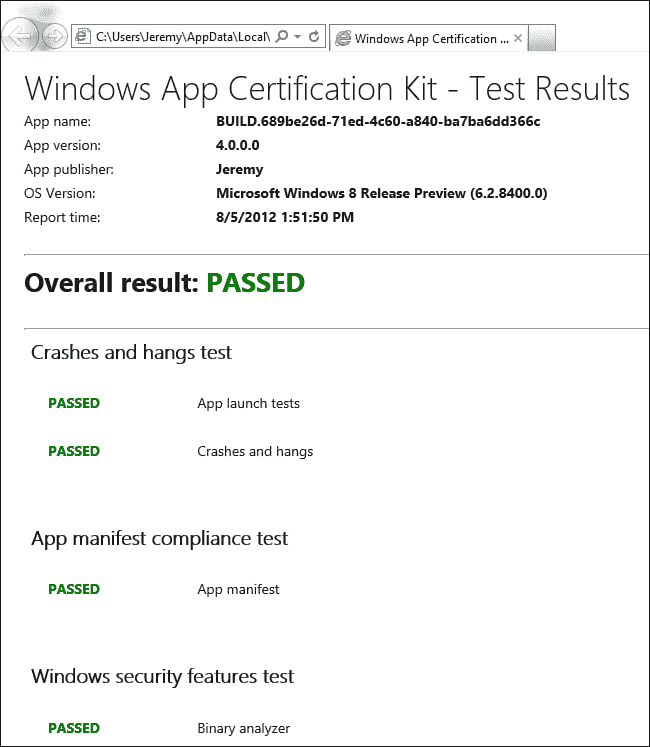 C:\Users\Jeremy\AppData\Local\
Windows App Certification ...
Windows App Certification Kit - Test Results
App name: BUILD.689be26d-71ed-4c60-a840-ba7ba6dd366c
App version: 4.0.0.0
App publisher: Jeremy
OS Version: Microsoft Windows 8 Release Preview (6.2.8400.0)
Report time: 8/5/2012 1:51:50 PM
Overall result: PASSED
Crashes and hangs test
PASSED App launch tests
PASSED Crashes and hangs
App manifest compliance test
PASSED App manifest
Windows security features test
PASSED Binary analyzer